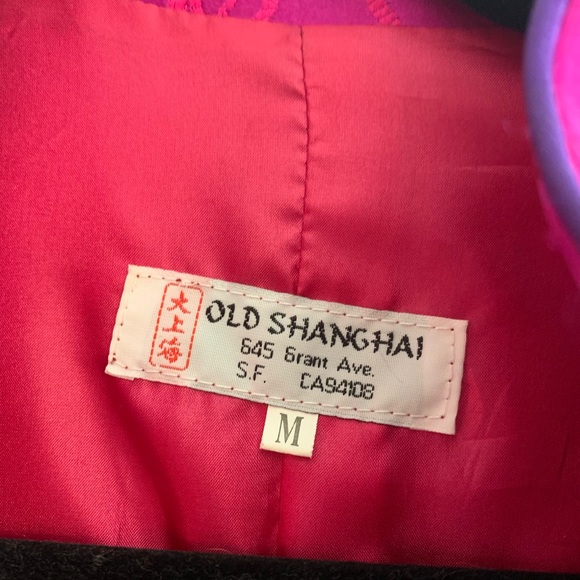 大上海
OLD SHANGHAI
645 Grant Ave.
S.F. CA94108
M